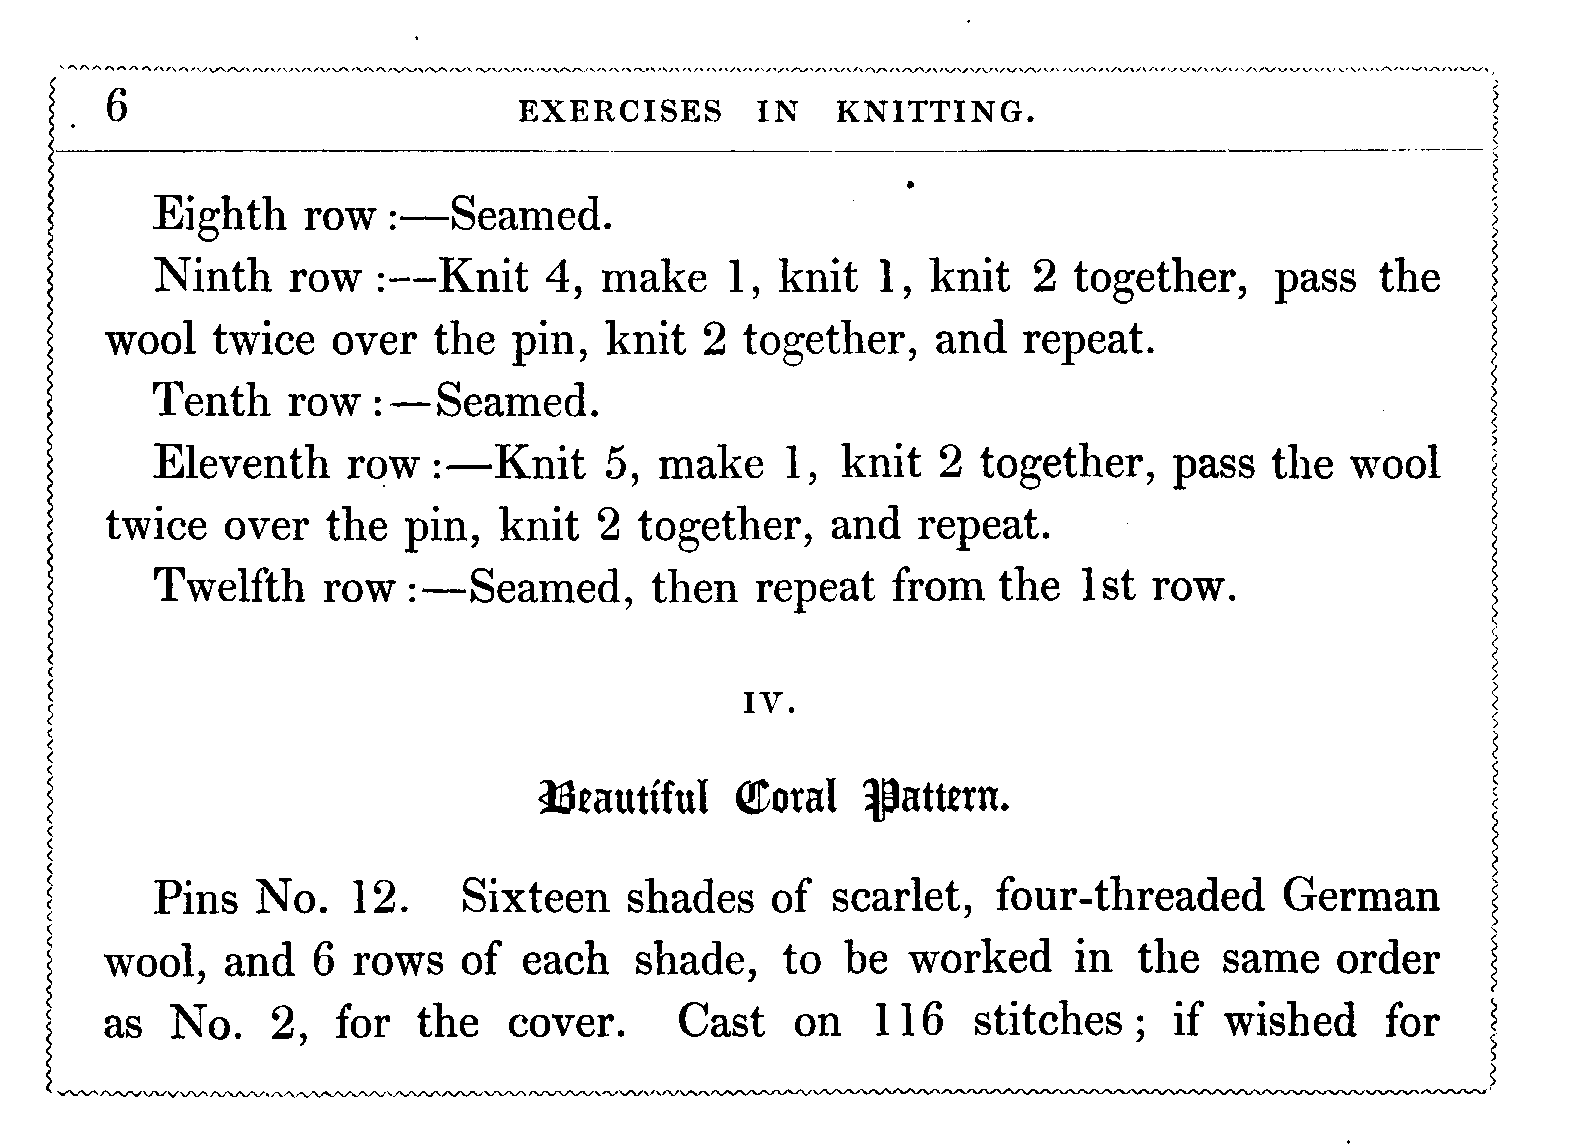 6 EXERCISES IN KNITTING.
Eighth row:—Seamed.
Ninth row:—Knit 4, make 1, knit 1, knit 2 together, pass the
wool twice over the pin, knit 2 together, and repeat.
Tenth row:—Seamed.
Eleventh row:—Knit 5, make 1, knit 2 together, pass the wool
twice over the pin, knit 2 together, and repeat.
Twelfth row:—Seamed, then repeat from the 1st row.
IV.
Beautiful Coral Pattern.
Pins No. 12. Sixteen shades of scarlet, four-threaded German
wool, and 6 rows of each shade, to be worked in the same order
as No. 2, for the cover. Cast on 116 stitches; if wished for